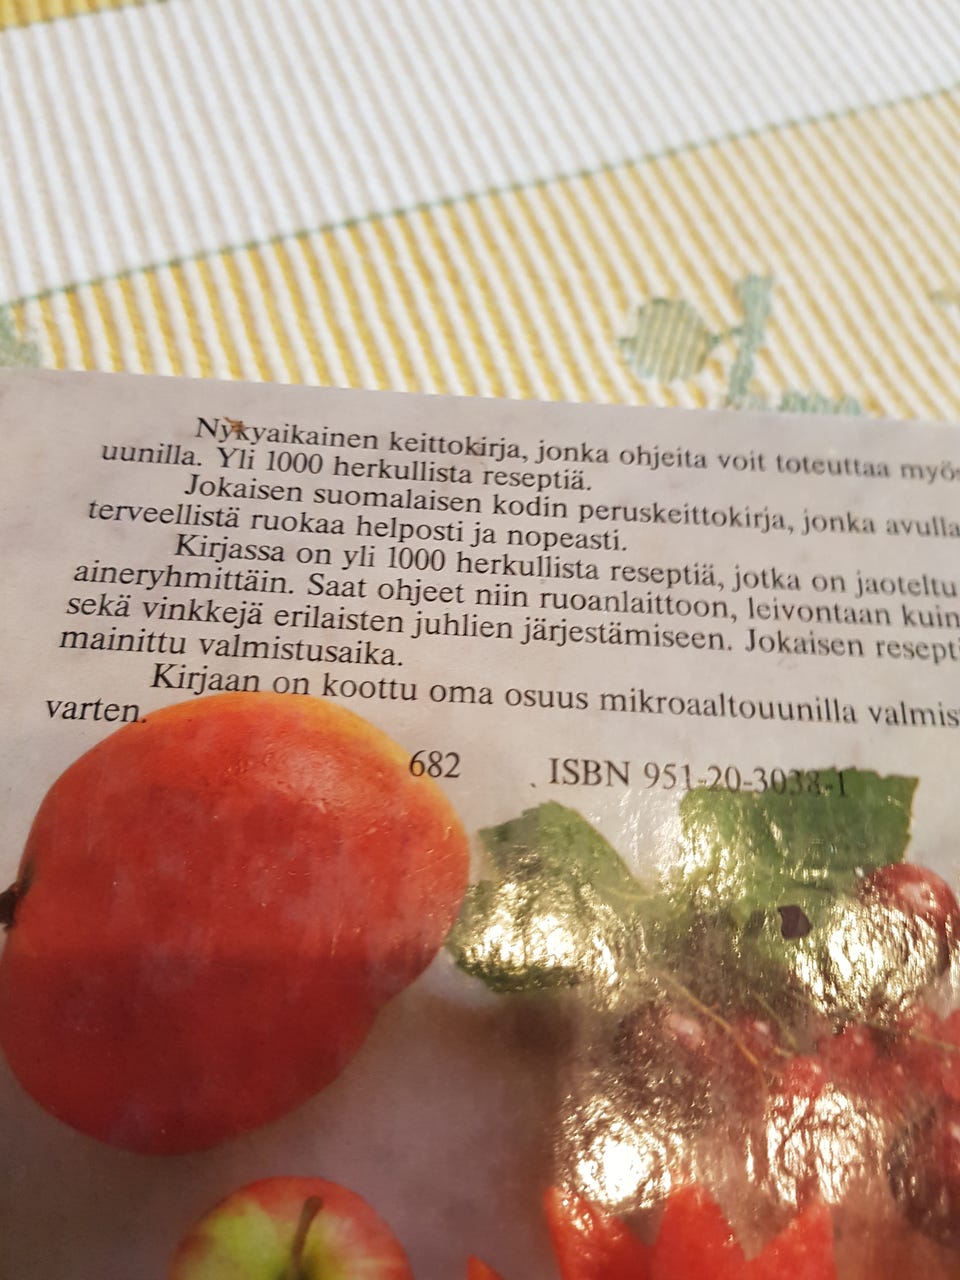 Nykyaikainen keittokirja, jonka ohjeita voit toteuttaa myös
uunilla. Yli 1000 herkullista reseptiä.
Jokaisen suomalaisen kodin peruskeittokirja, jonka avulla
terveellistä ruokaa helposti ja nopeasti.
Kirjassa on yli 1000 herkullista reseptiä, jotka on jaoteltu
aineryhmittäin. Saat ohjeet niin ruoanlaittoon, leivontaan kuin
sekä vinkkejä erilaisten juhlien järjestämiseen. Jokaisen resepti
mainittu valmistusaika.
Kirjaan on koottu oma osuus mikroaaltouunilla valmis
varten.
682 ISBN 951-20-3038-1